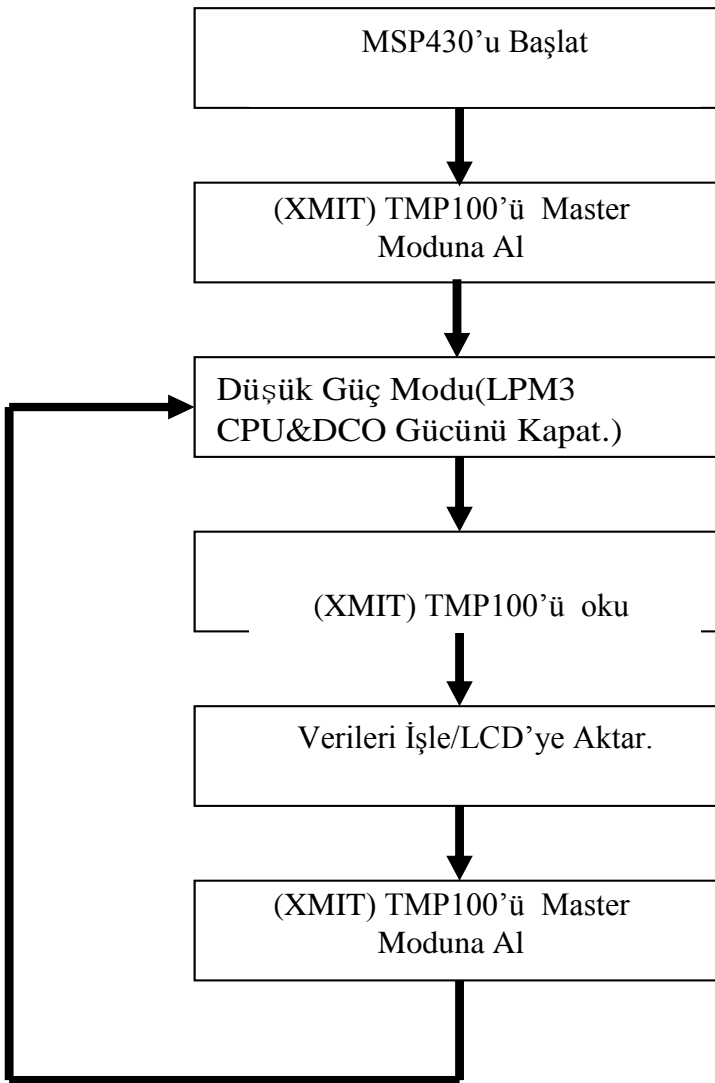 MSP430’u Başlat
(XMIT) TMP100’ü Master
Moduna Al
Düşük Güç Modu(LPM3
CPU&DCO Gücünü Kapat.)
(XMIT) TMP100’ü oku
Verileri İşle/LCD’ye Aktar.
(XMIT) TMP100’ü Master
Moduna Al